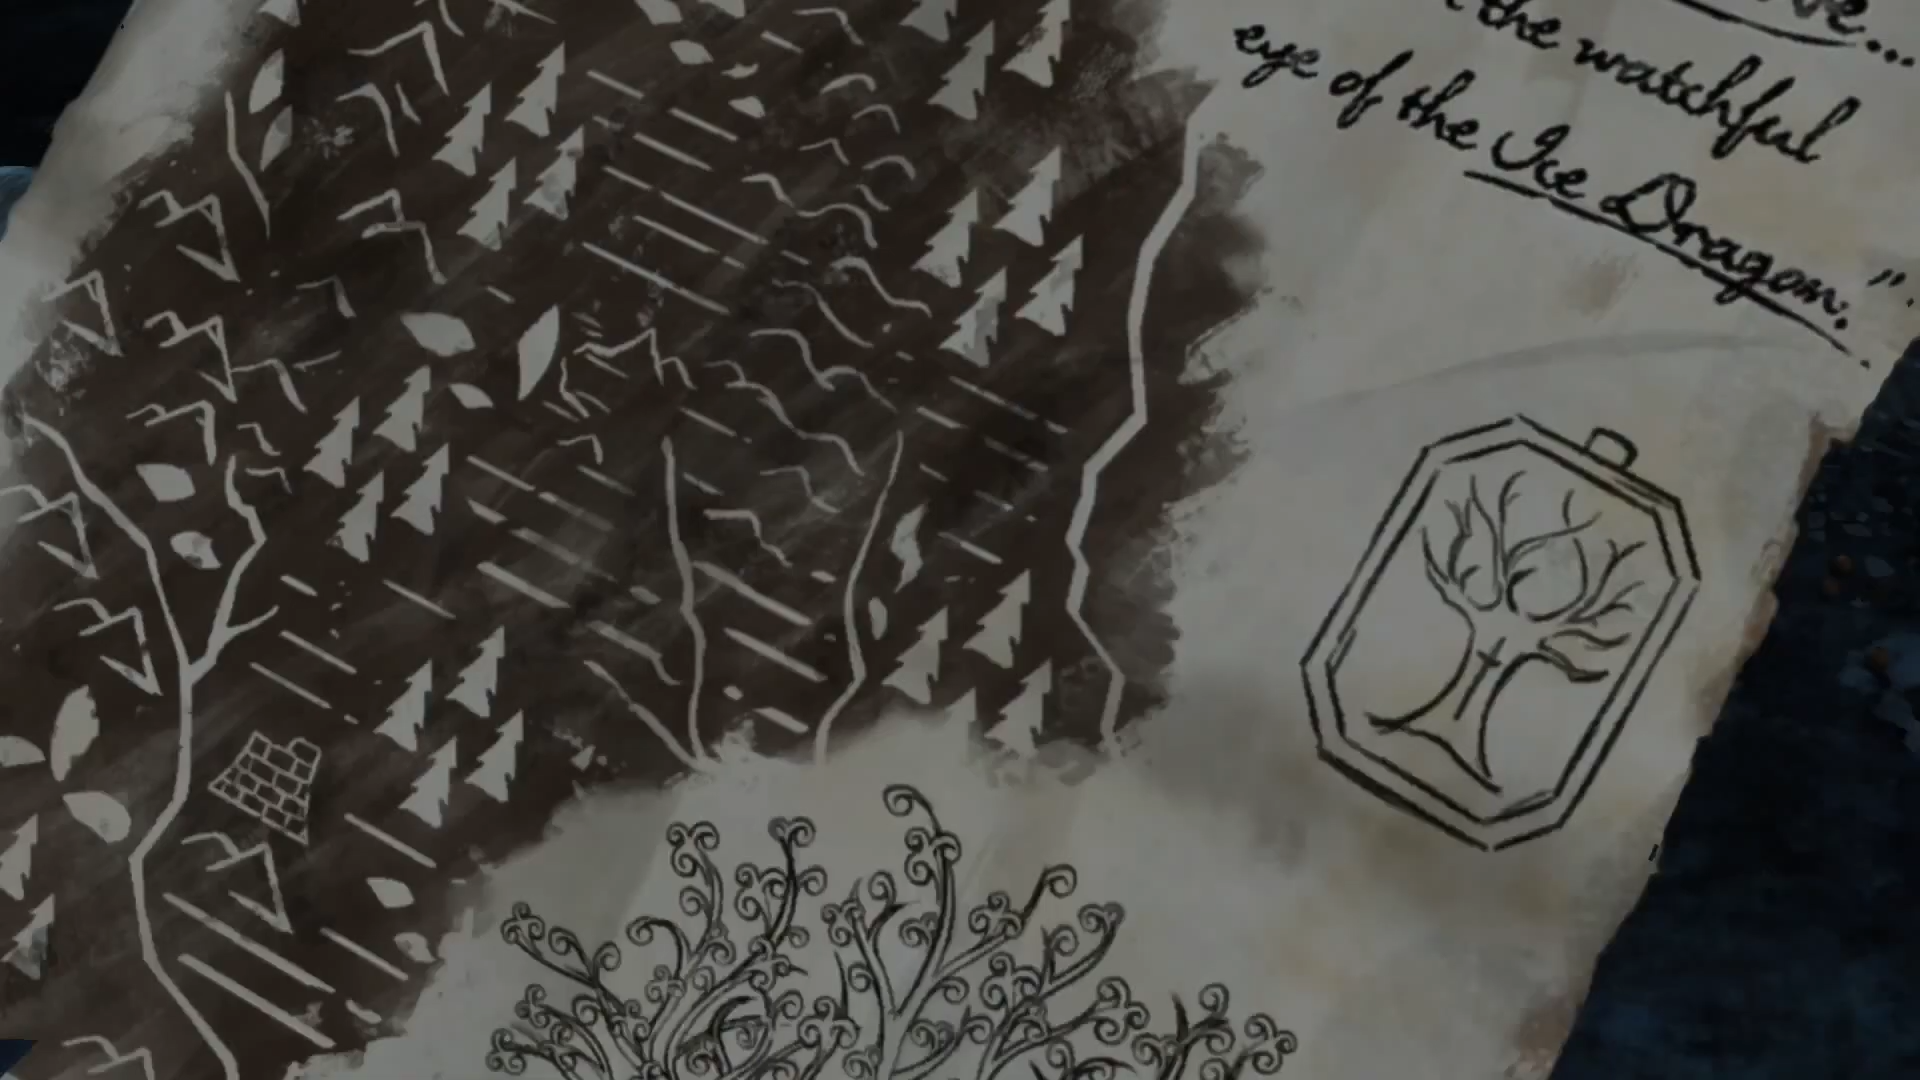 the watchful
eye of the Ice Dragon."